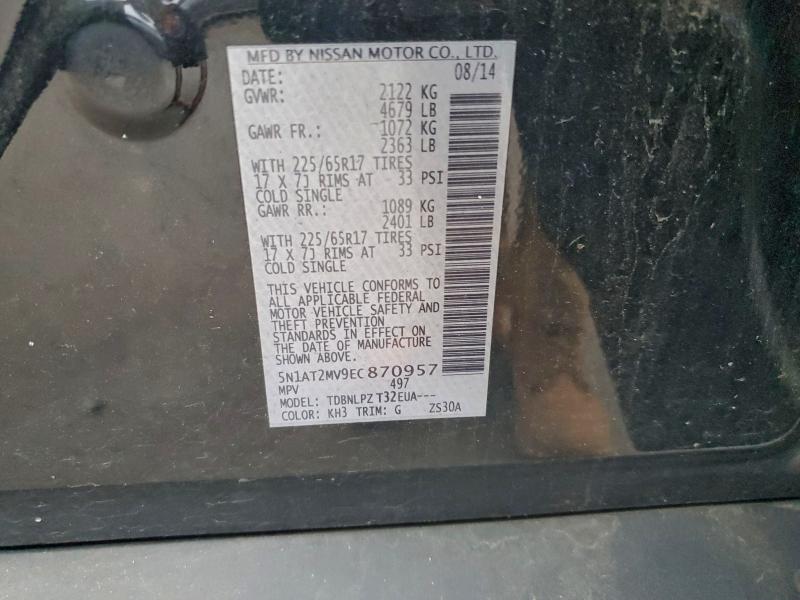 MFD BY NISSAN MOTOR CO., LTD.
DATE: 08/14
GVWR: 2122 KG
4679 LB
GAWR FR.: 1072 KG
2363 LB
WITH 225/65R17 TIRES
17 X 7J RIMS AT 33 PSI
COLD SINGLE
GAWR RR.: 1089 KG
2401 LB
WITH 225/65R17 TIRES
17 X 7J RIMS AT 33 PSI
COLD SINGLE
THIS VEHICLE CONFORMS TO
ALL APPLICABLE FEDERAL
MOTOR VEHICLE SAFETY AND
THEFT PREVENTION
STANDARDS IN EFFECT ON
THE DATE OF MANUFACTURE
SHOWN ABOVE.
5N1AT2MV9EC870957
MPV 497
MODEL: TDBNLPZ T32EUA---
COLOR: KH3 TRIM: G ZS30A